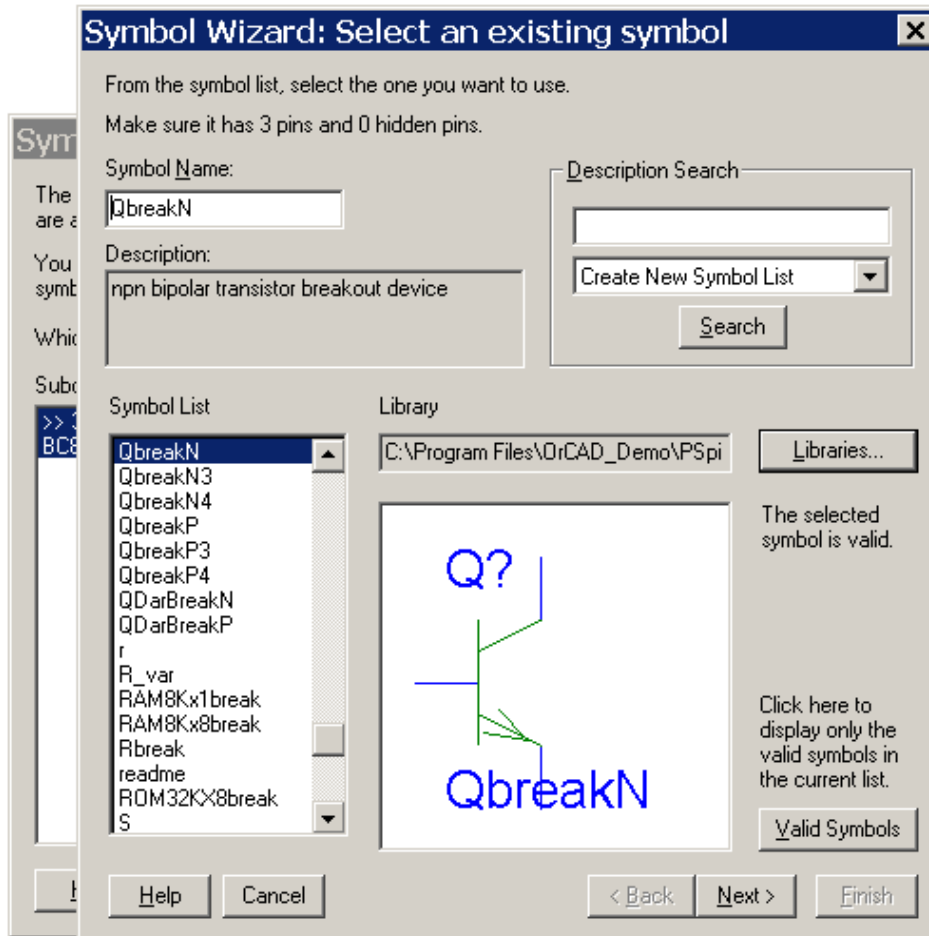 Symbol Wizard: Select an existing symbol
From the symbol list, select the one you want to use.
Make sure it has 3 pins and 0 hidden pins.
Symbol Name:
QbreakN
Description:
npn bipolar transistor breakout device
Description Search
Create New Symbol List
Search
Sym
The
are a
You
symb
Whic
Subc
>> 3
BC8
Symbol List
QbreakN
QbreakN3
QbreakN4
QbreakP
QbreakP3
QbreakP4
QDarBreakN
QDarBreakP
r
R_var
RAM8Kx1break
RAM8Kx8break
Rbreak
readme
ROM32KX8break
S
Library
C:\Program Files\OrCAD_Demo\PSpi
Libraries...
The selected
symbol is valid.
Q?
QbreakN
Click here to
display only the
valid symbols in
the current list.
Valid Symbols
Help
Cancel
< Back
Next >
Finish